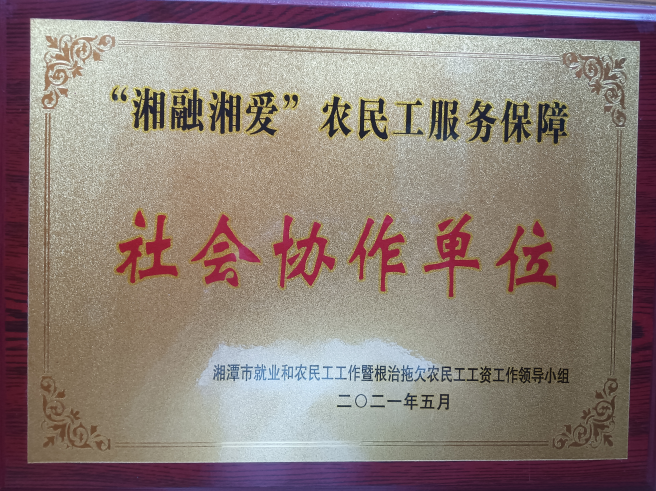 “湘融湘爱”农民工服务保障
社会协作单位
湘潭市就业和农民工工作暨根治拖欠农民工工资工作领导小组
二〇二一年五月